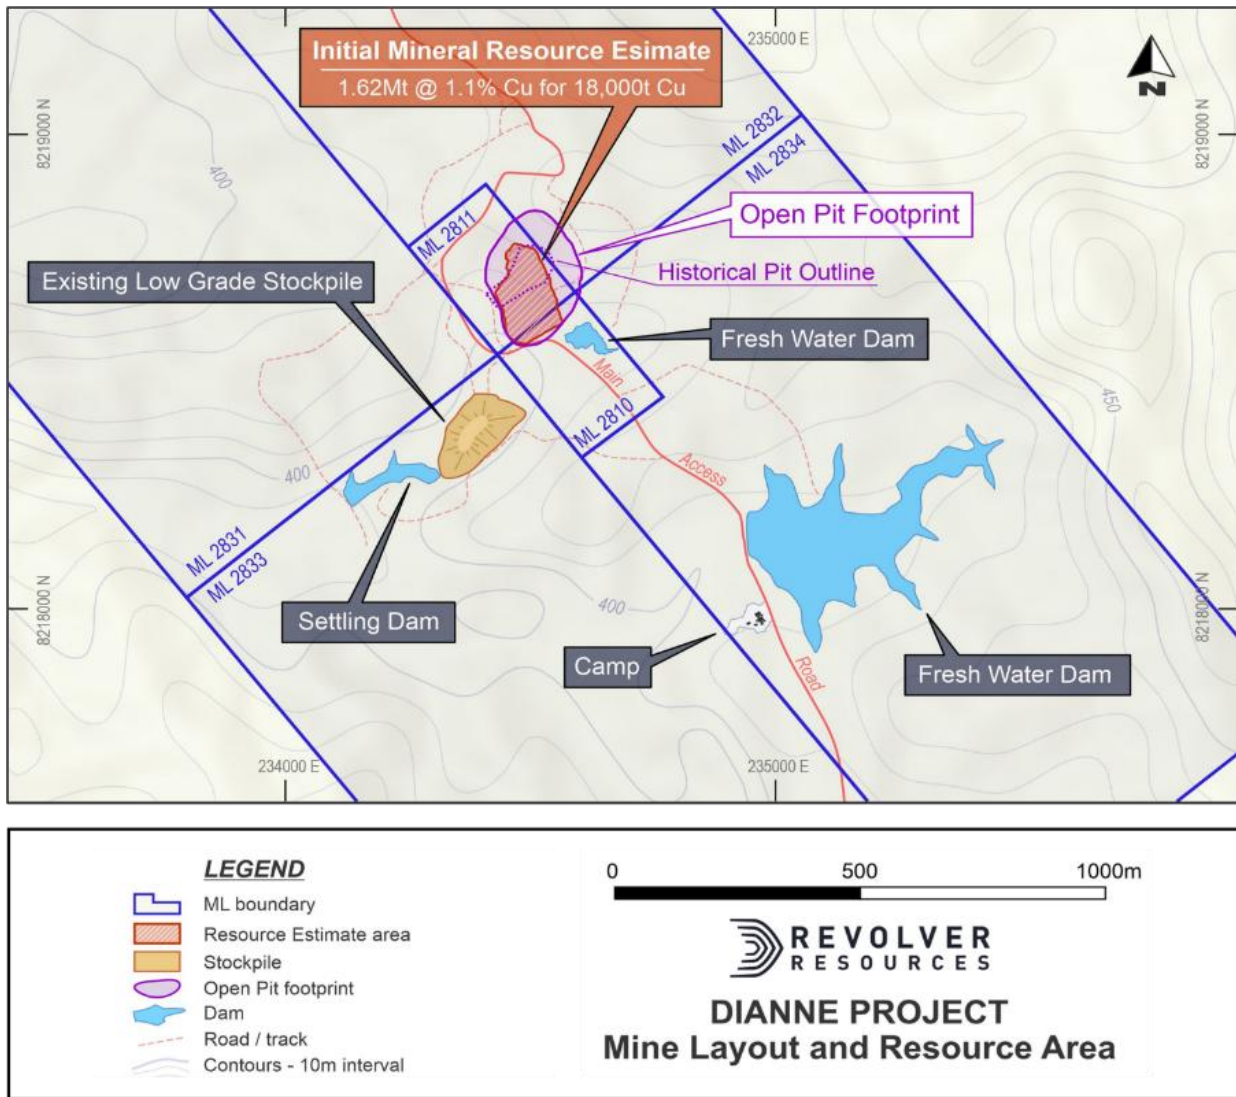 235000 E
Initial Mineral Resource Esimate
1.62Mt @ 1.1% Cu for 18,000t Cu
N
8219000 N
8219000 N
400
ML 2832
ML 2834
ML 2811
Open Pit Footprint
Historical Pit Outline
Existing Low Grade Stockpile
Fresh Water Dam
Main
ML 2810
450
400
Access
ML 2831
ML 2833
8218000 N
8218000 N
400
Settling Dam
Camp
Road
Fresh Water Dam
234000 E
235000 E
LEGEND
ML boundary
Resource Estimate area
Stockpile
Open Pit footprint
Dam
Road / track
Contours - 10m interval
0 500 1000m
REVOLVER
RESOURCES
DIANNE PROJECT
Mine Layout and Resource Area